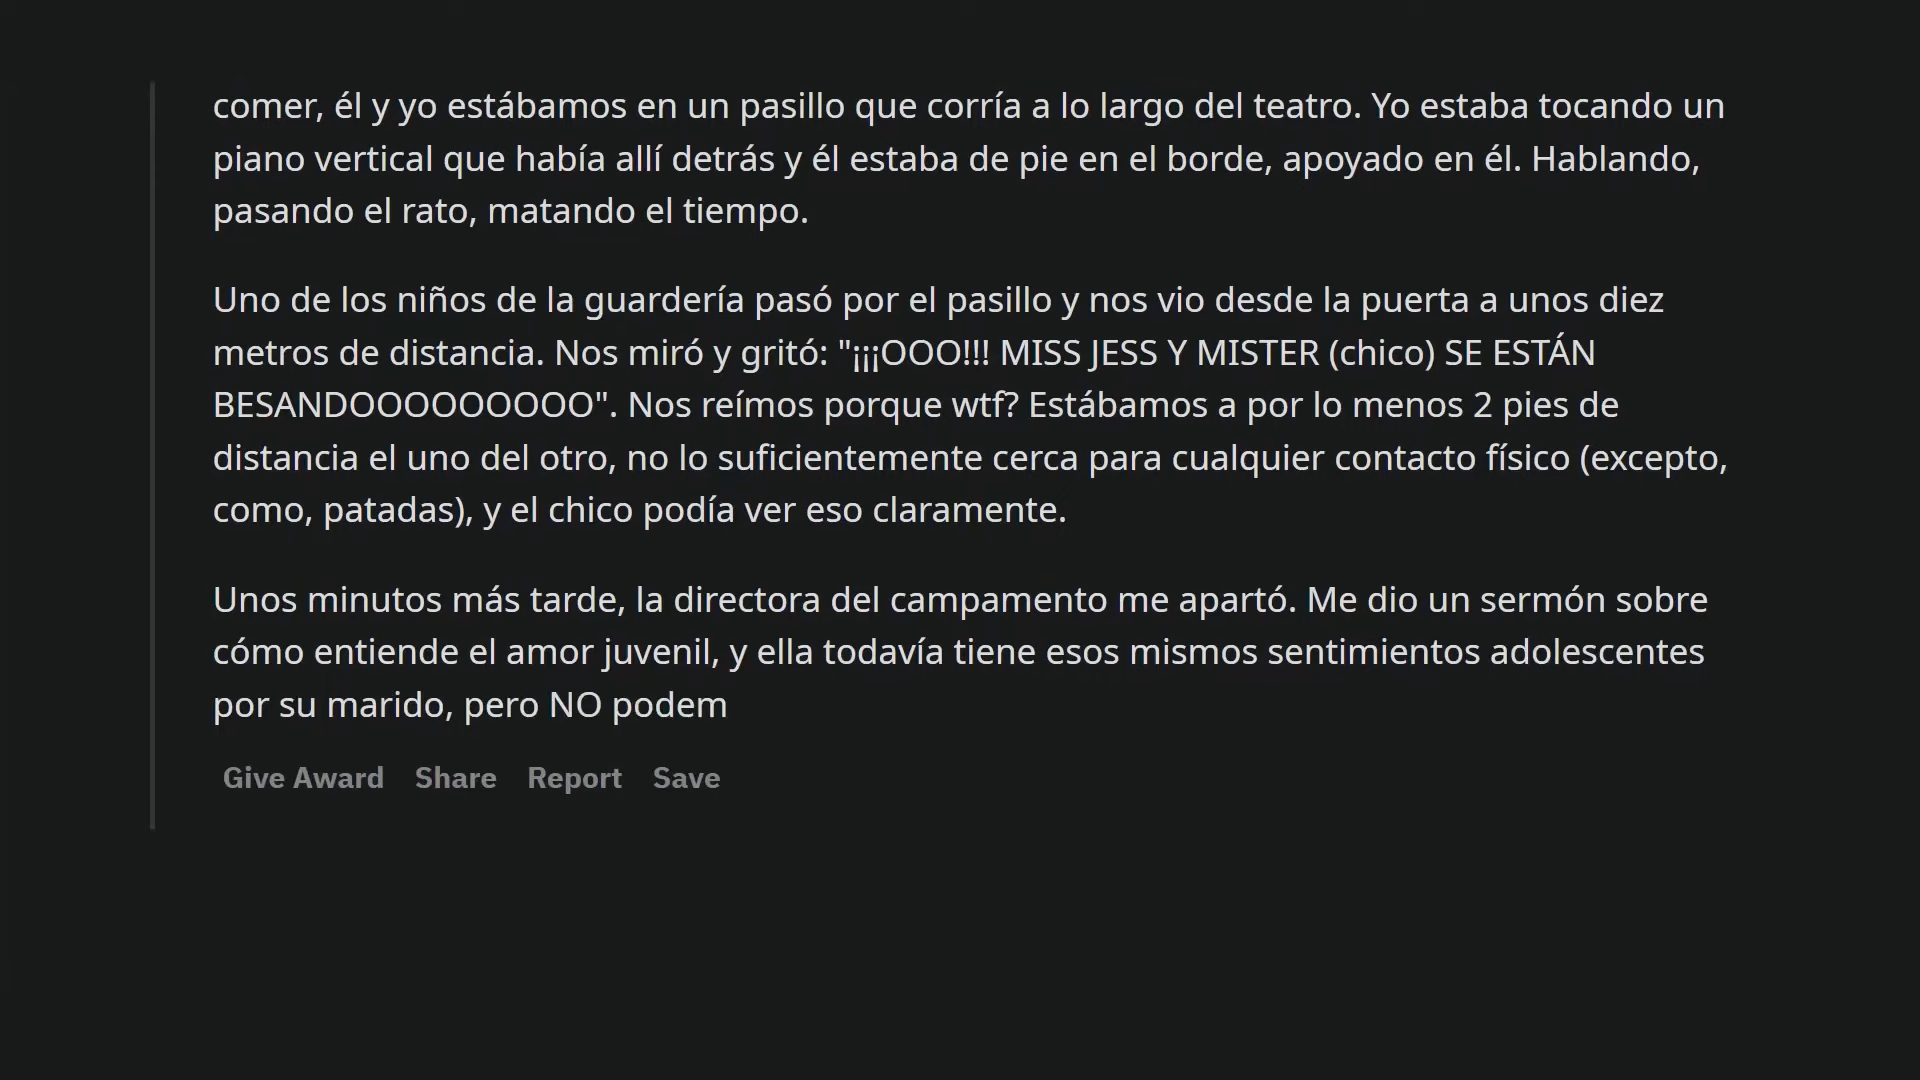 comer, él y yo estábamos en un pasillo que corría a lo largo del teatro. Yo estaba tocando un
piano vertical que había allí detrás y él estaba de pie en el borde, apoyado en él. Hablando,
pasando el rato, matando el tiempo.
Uno de los niños de la guardería pasó por el pasillo y nos vio desde la puerta a unos diez
metros de distancia. Nos miró y gritó: "¡¡¡OOO!!! MISS JESS Y MISTER (chico) SE ESTÁN
BESANDOOOOOOOOO". Nos reímos porque wtf? Estábamos a por lo menos 2 pies de
distancia el uno del otro, no lo suficientemente cerca para cualquier contacto físico (excepto,
como, patadas), y el chico podía ver eso claramente.
Unos minutos más tarde, la directora del campamento me apartó. Me dio un sermón sobre
cómo entiende el amor juvenil, y ella todavía tiene esos mismos sentimientos adolescentes
por su marido, pero NO podem
Give Award Share Report Save